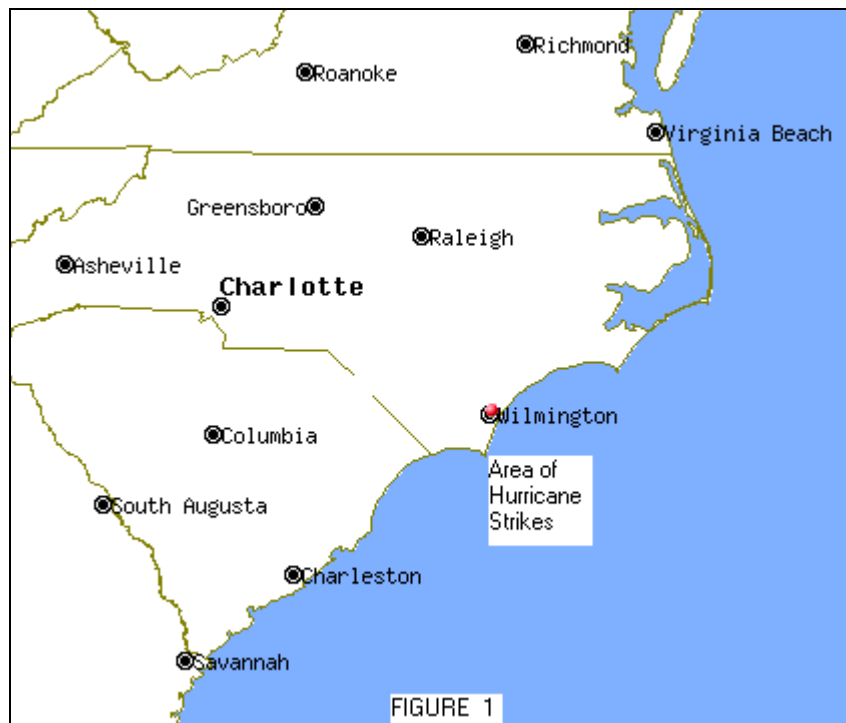 Richmond
Roanoke
Virginia Beach
Greensboro
Raleigh
Asheville
Charlotte
Wilmington
Columbia
Area of
Hurricane
Strikes
South Augusta
Charleston
Savannah
FIGURE 1